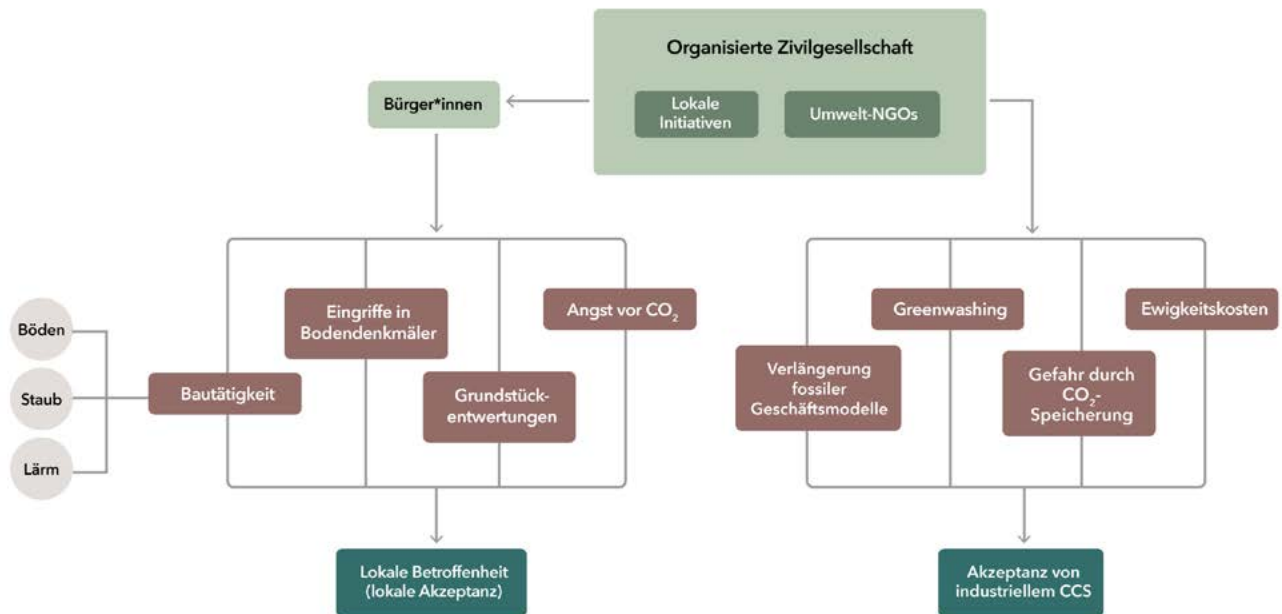 Organisierte Zivilgesellschaft
Bürger*innen
Lokale
Initiativen
Umwelt-NGOs
Böden
Staub
Lärm
Bautätigkeit
Eingriffe in
Bodendenkmäler
Grundstück-
entwertungen
Angst vor CO₂
Verlängerung
fossiler
Geschäftsmodelle
Greenwashing
Gefahr durch
CO₂-
Speicherung
Ewigkeitskosten
Lokale Betroffenheit
(lokale Akzeptanz)
Akzeptanz von
industriellem CCS